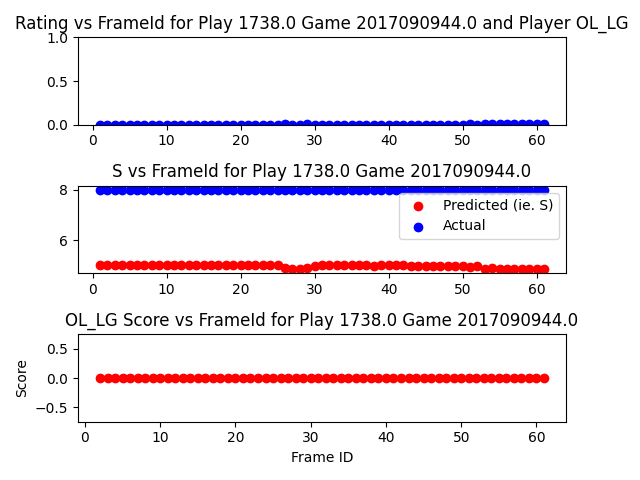 Rating vs FrameId for Play 1738.0 Game 2017090944.0 and Player OL_LG
1.0
0.5
0.0
0 10 20 30 40 50 60
S vs FrameId for Play 1738.0 Game 2017090944.0
8
6
Predicted (ie. S)
Actual
0 10 20 30 40 50 60
OL_LG Score vs FrameId for Play 1738.0 Game 2017090944.0
Score
0.5
0.0
−0.5
0 10 20 30 40 50 60
Frame ID